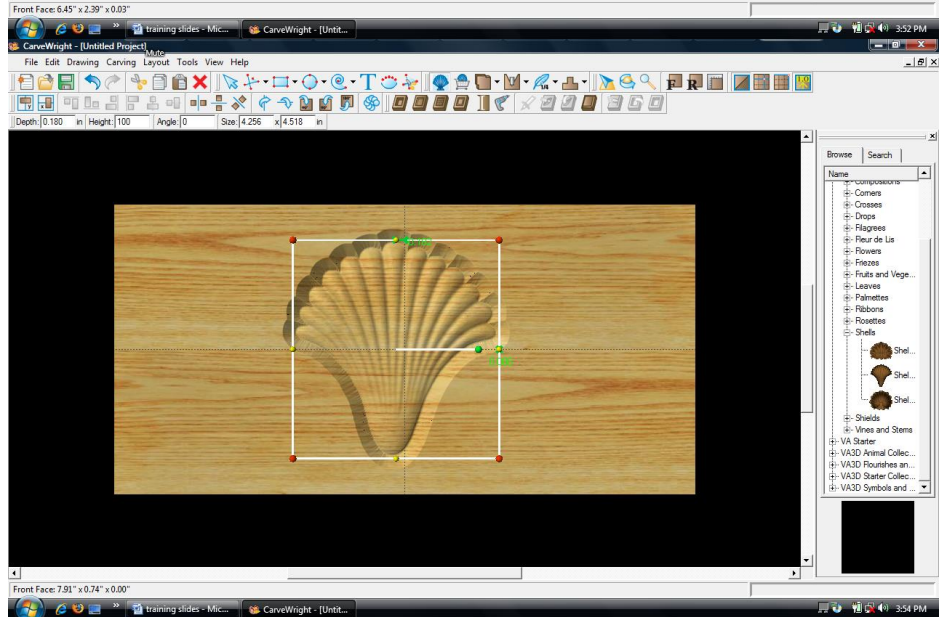 Front Face: 6.45" x 2.39" x 0.03"
» training slides - Mic... CarveWright - [Untit... 3:52 PM
CarveWright - [Untitled Project]
Mute
File Edit Drawing Carving Layout Tools View Help
Depth: 0.180 in Height: 100 Angle: 0 Size: 4.256 x 4.518 in
Browse Search
Name
Compositions
Corners
Crosses
Drops
Filagrees
Fleur de Lis
Flowers
Friezes
Fruits and Vege...
Leaves
Palmettes
Ribbons
Rosettes
Shells
Shel...
Shel...
Shel...
Shields
Vines and Stems
VA Starter
VA3D Animal Collec...
VA3D Flourishes an...
VA3D Starter Collec...
VA3D Symbols and ...
Front Face: 7.91" x 0.74" x 0.00"
» training slides - Mic... CarveWright - [Untit... 3:54 PM